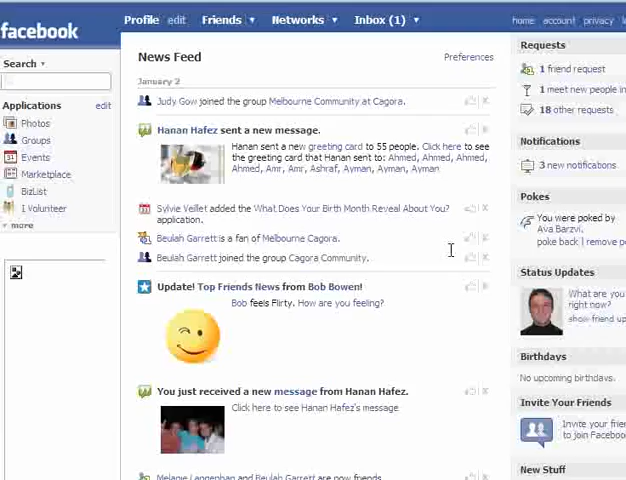 facebook
Profile edit Friends Networks Inbox (1)
home account privacy
Search
Applications edit
Photos
Groups
Events
Marketplace
BizList
I Volunteer
more
News Feed
Preferences
January 2
Judy Gow joined the group Melbourne Community at Cagora.
Hanan Hafez sent a new message.
Hanan sent a new greeting card to 55 people. Click here to see
the greeting card that Hanan sent to: Ahmed, Ahmed, Ahmed,
Ahmed, Amr, Amr, Ashraf, Ayman, Ayman, Ayman
Sylvie Veillet added the What Does Your Birth Month Reveal About You?
application.
Beulah Garrett is a fan of Melbourne Cagora.
Beulah Garrett joined the group Cagora Community.
Update! Top Friends News from Bob Bowen!
Bob feels Flirty. How are you feeling?
You just received a new message from Hanan Hafez.
Click here to see Hanan Hafez's message
Melanie Langenhan and Beulah Garrett are now friends
Requests
1 friend request
1 meet new people in
18 other requests
Notifications
3 new notifications
Pokes
You were poked by
Ava Barzvi.
poke back | remove p
Status Updates
What are you
right now?
show friend up
Birthdays
No upcoming birthdays.
Invite Your Friends
Invite your frien
to join Faceboo
New Stuff